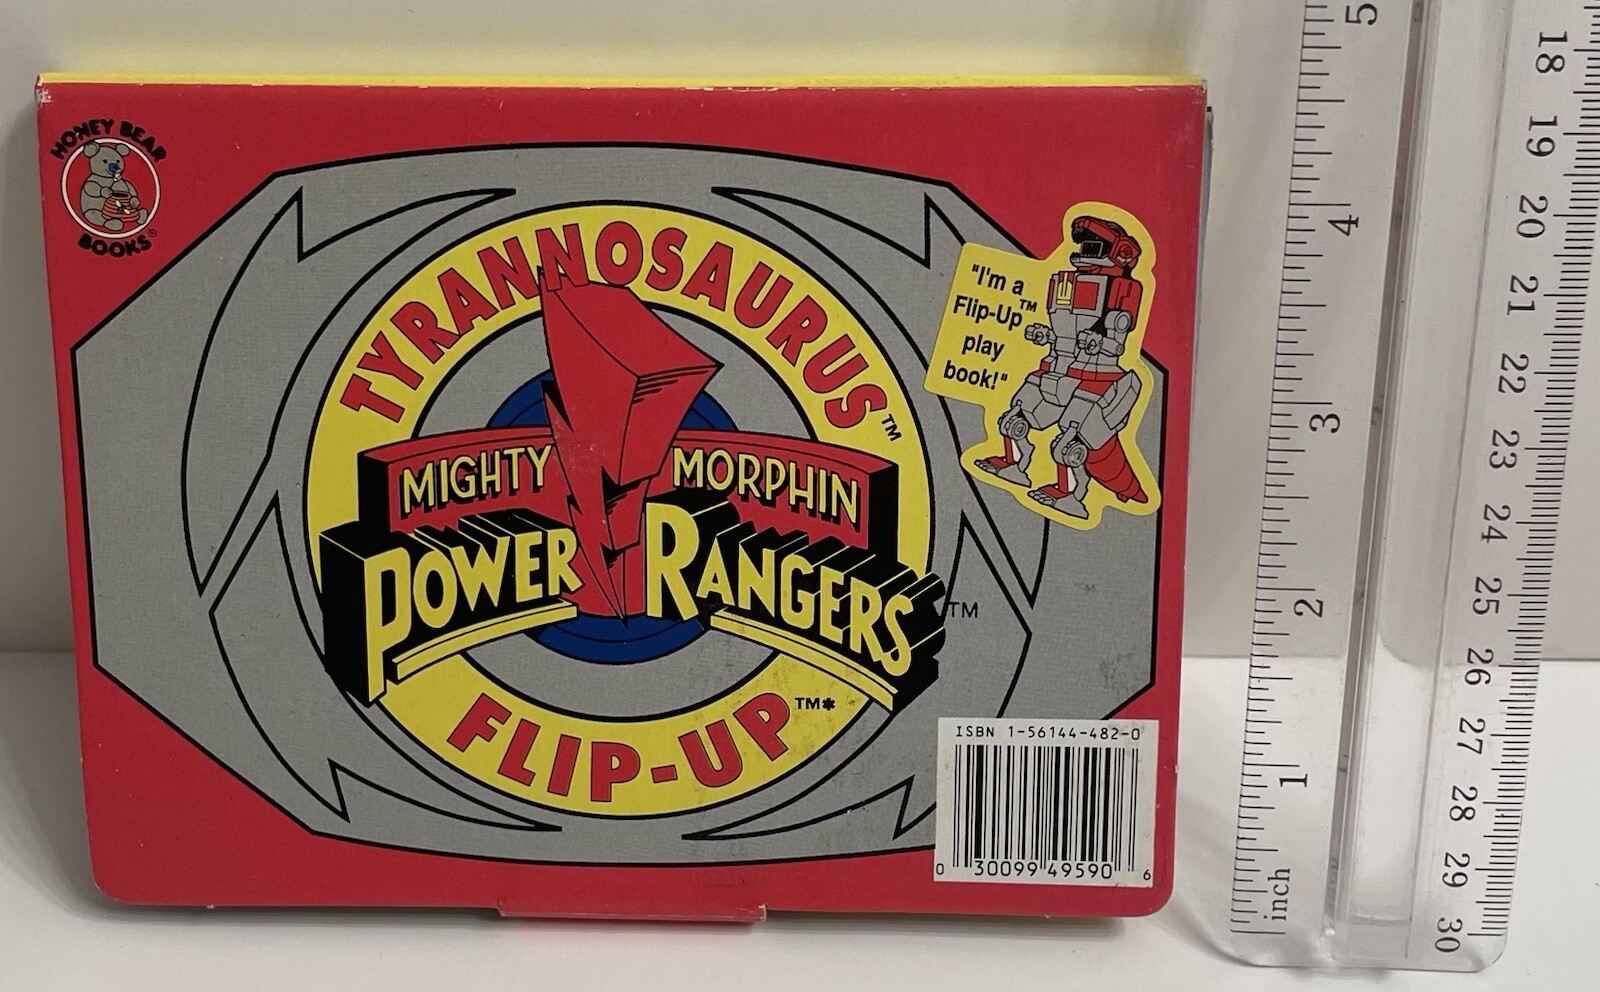 HONEY BEAR
BOOKS®
TYRANNOSAURUS™
"I'm a
Flip-Up™
play
book!"
MIGHTY MORPHIN
POWER RANGERS™
FLIP-UP™*
ISBN 1-56144-482-0
0 30099 49590 6
5
4
3
2
1
inch
18
19
20
21
22
23
24
25
26
27
28
29
30